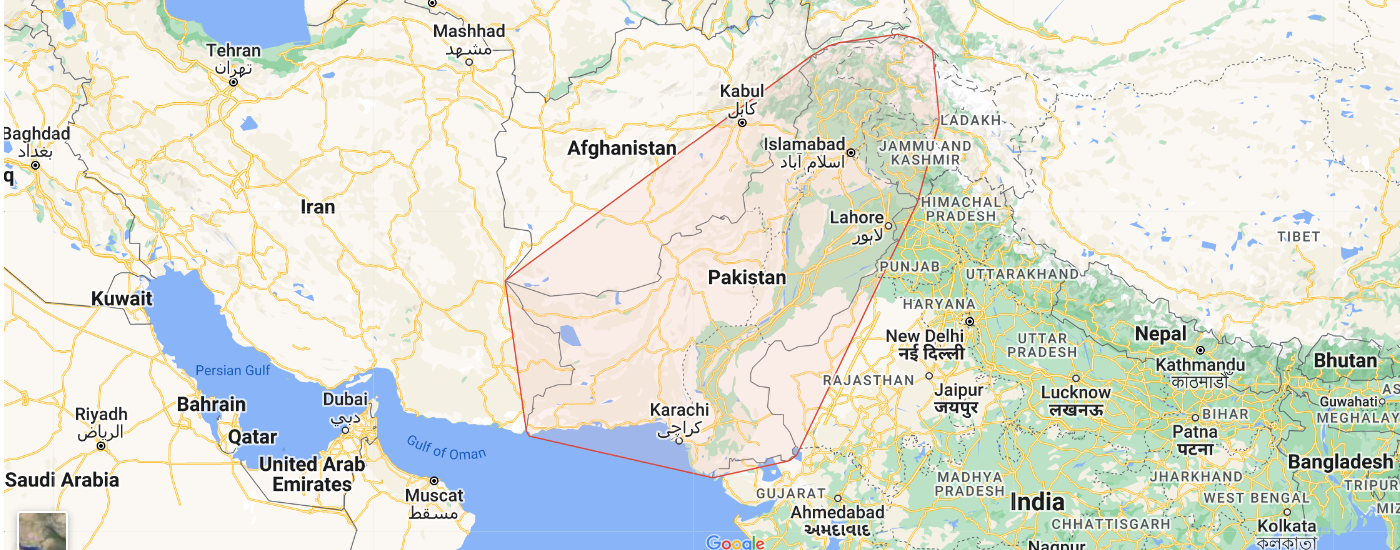 Tehran
تهران
Mashhad
مشهد
Baghdad
بغداد
q
Kabul
کابل
Afghanistan
Islamabad
اسلام آباد
LADAKH
JAMMU AND
KASHMIR
Iran
Lahore
لاہور
HIMACHAL
PRADESH
TIBET
Pakistan
PUNJAB
UTTARAKHAND
Kuwait
HARYANA
New Delhi
नई दिल्ली
UTTAR
PRADESH
Nepal
Kathmandu
काठमाडौँ
Bhutan
Persian Gulf
RAJASTHAN
Jaipur
जयपुर
Lucknow
लखनऊ
AS
Guwahati
MEGHALAY
Bahrain
Dubai
دبي
Riyadh
الرياض
Karachi
کراچی
BIHAR
Patna
पटना
Qatar
Gulf of Oman
United Arab
Emirates
Saudi Arabia
Muscat
مسقط
Bangladesh
MADHYA
PRADESH
JHARKHAND
TRIPUR
GUJARAT
Ahmedabad
અમદાવાદ
India
WEST BENGAL
MIZ
CHHATTISGARH
Kolkata
কলকাতা
Nagpur
Google